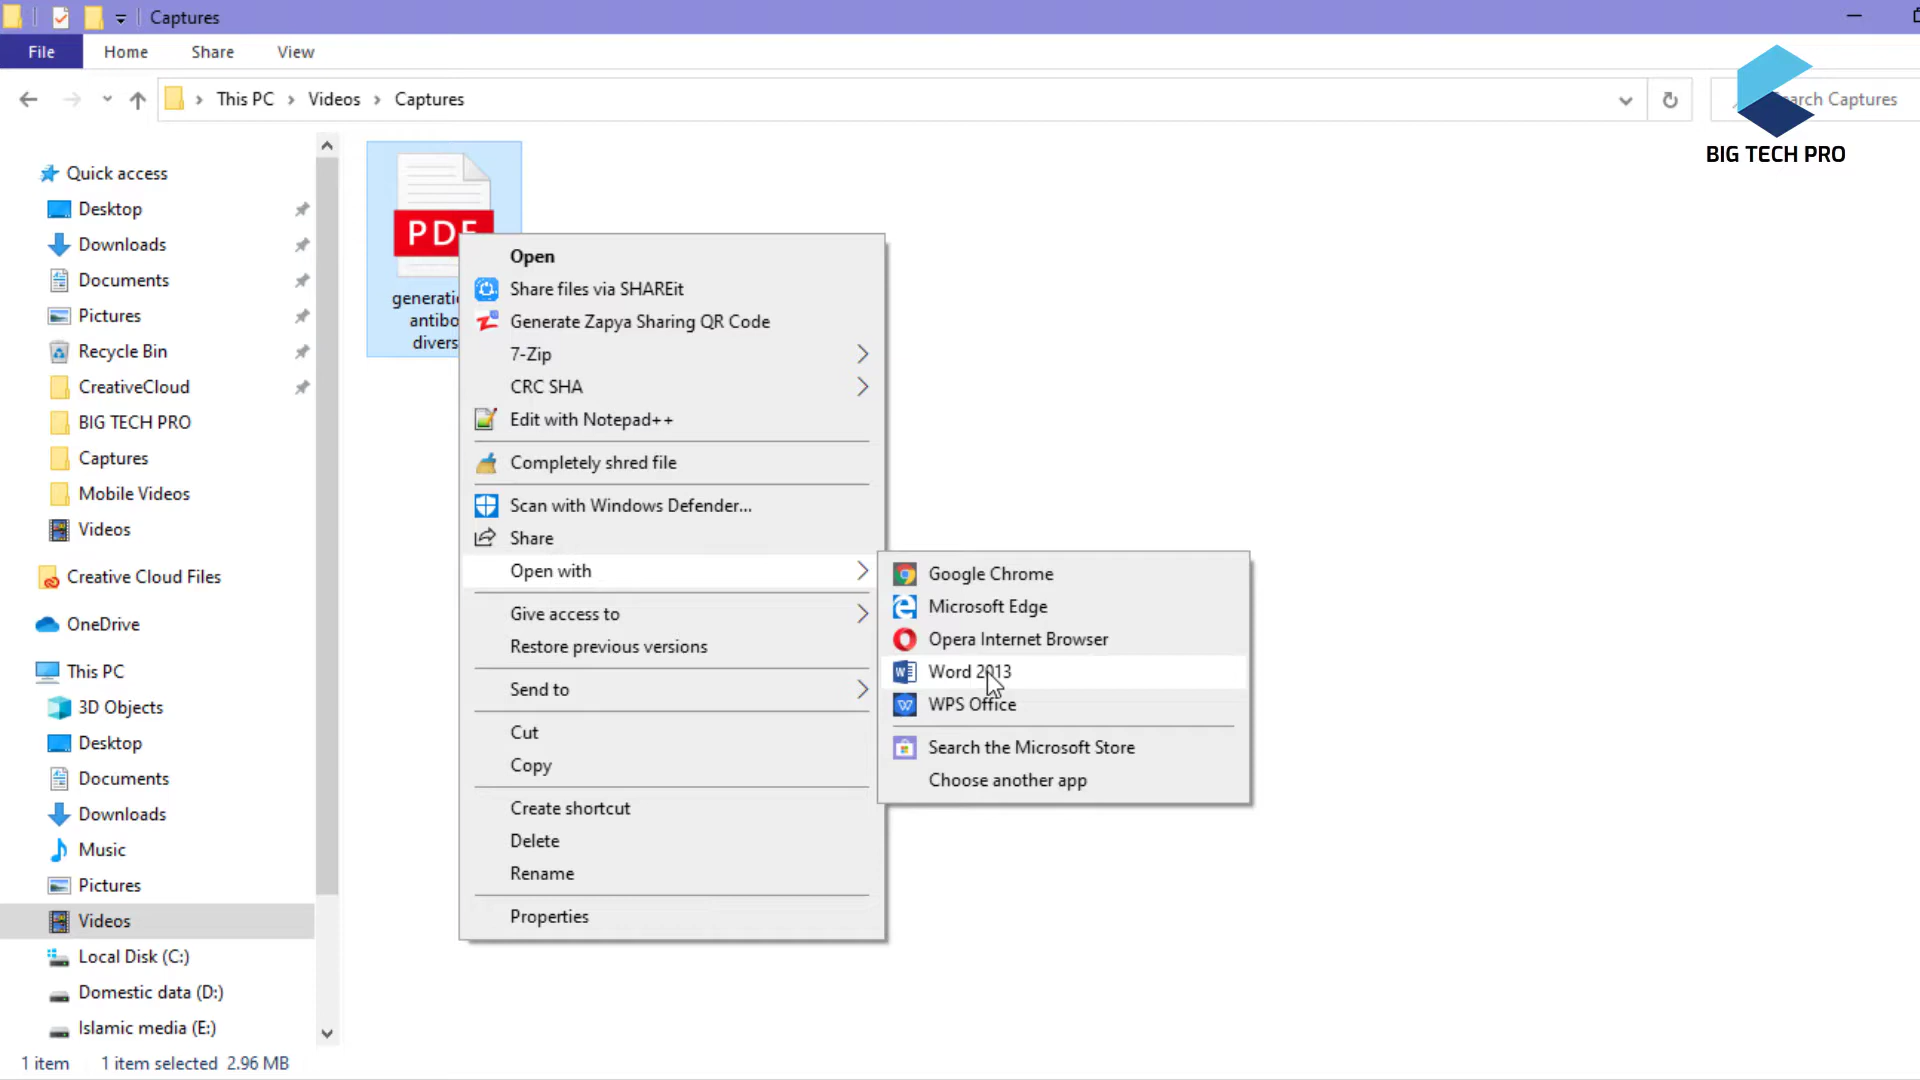 Captures
File
Home
Share
View
This PC
Videos
Captures
arch Captures
BIG TECH PRO
Quick access
Desktop
Downloads
Documents
Pictures
Recycle Bin
CreativeCloud
BIG TECH PRO
Captures
Mobile Videos
Videos
Creative Cloud Files
OneDrive
This PC
3D Objects
Desktop
Documents
Downloads
Music
Pictures
Videos
Local Disk (C:)
Domestic data (D:)
Islamic media (E:)
1 item
1 item selected 2.96 MB
PDF
generati
antibo
divers
Open
Share files via SHAREit
Generate Zapya Sharing QR Code
7-Zip
CRC SHA
Edit with Notepad++
Completely shred file
Scan with Windows Defender...
Share
Open with
Give access to
Restore previous versions
Send to
Cut
Copy
Create shortcut
Delete
Rename
Properties
Google Chrome
Microsoft Edge
Opera Internet Browser
Word 2013
WPS Office
Search the Microsoft Store
Choose another app